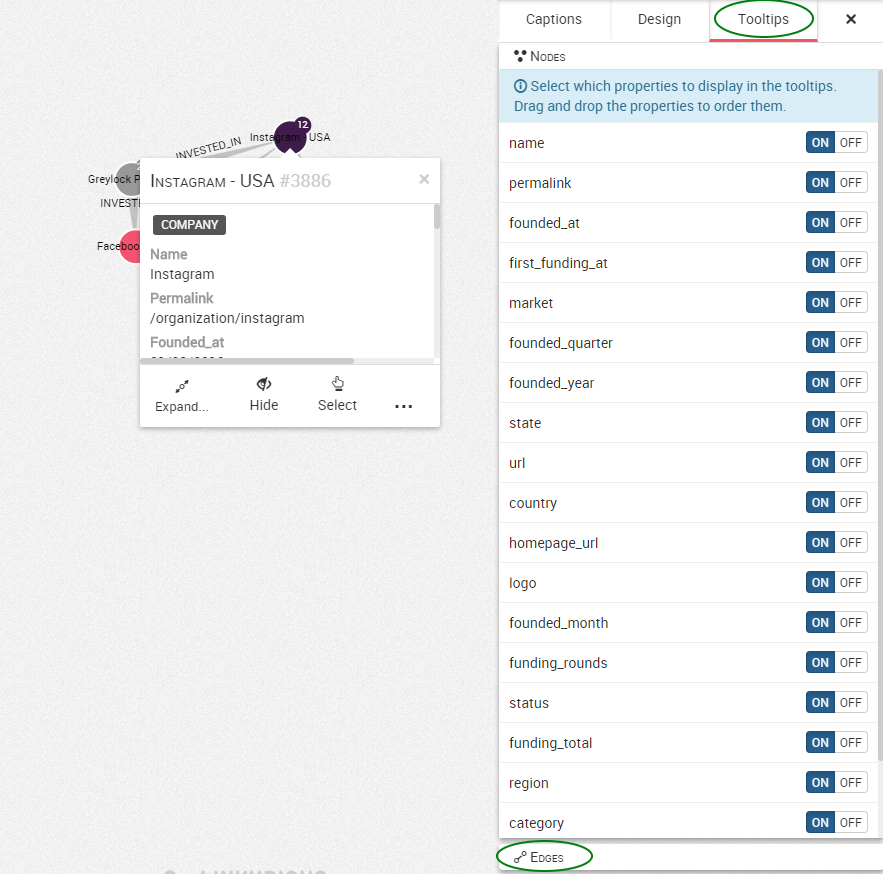 Captions
Design
Tooltips
NODES
Select which properties to display in the tooltips.
Drag and drop the properties to order them.
name ON OFF
permalink ON OFF
founded_at ON OFF
first_funding_at ON OFF
market ON OFF
founded_quarter ON OFF
founded_year ON OFF
state ON OFF
url ON OFF
country ON OFF
homepage_url ON OFF
logo ON OFF
founded_month ON OFF
funding_rounds ON OFF
status ON OFF
funding_total ON OFF
region ON OFF
category ON OFF
EDGES
12
Instagram - USA
INVESTED_IN
Greylock P
INVESTI
Faceboo
INSTAGRAM - USA #3886
COMPANY
Name
Instagram
Permalink
/organization/instagram
Founded_at
Expand...
Hide
Select
...